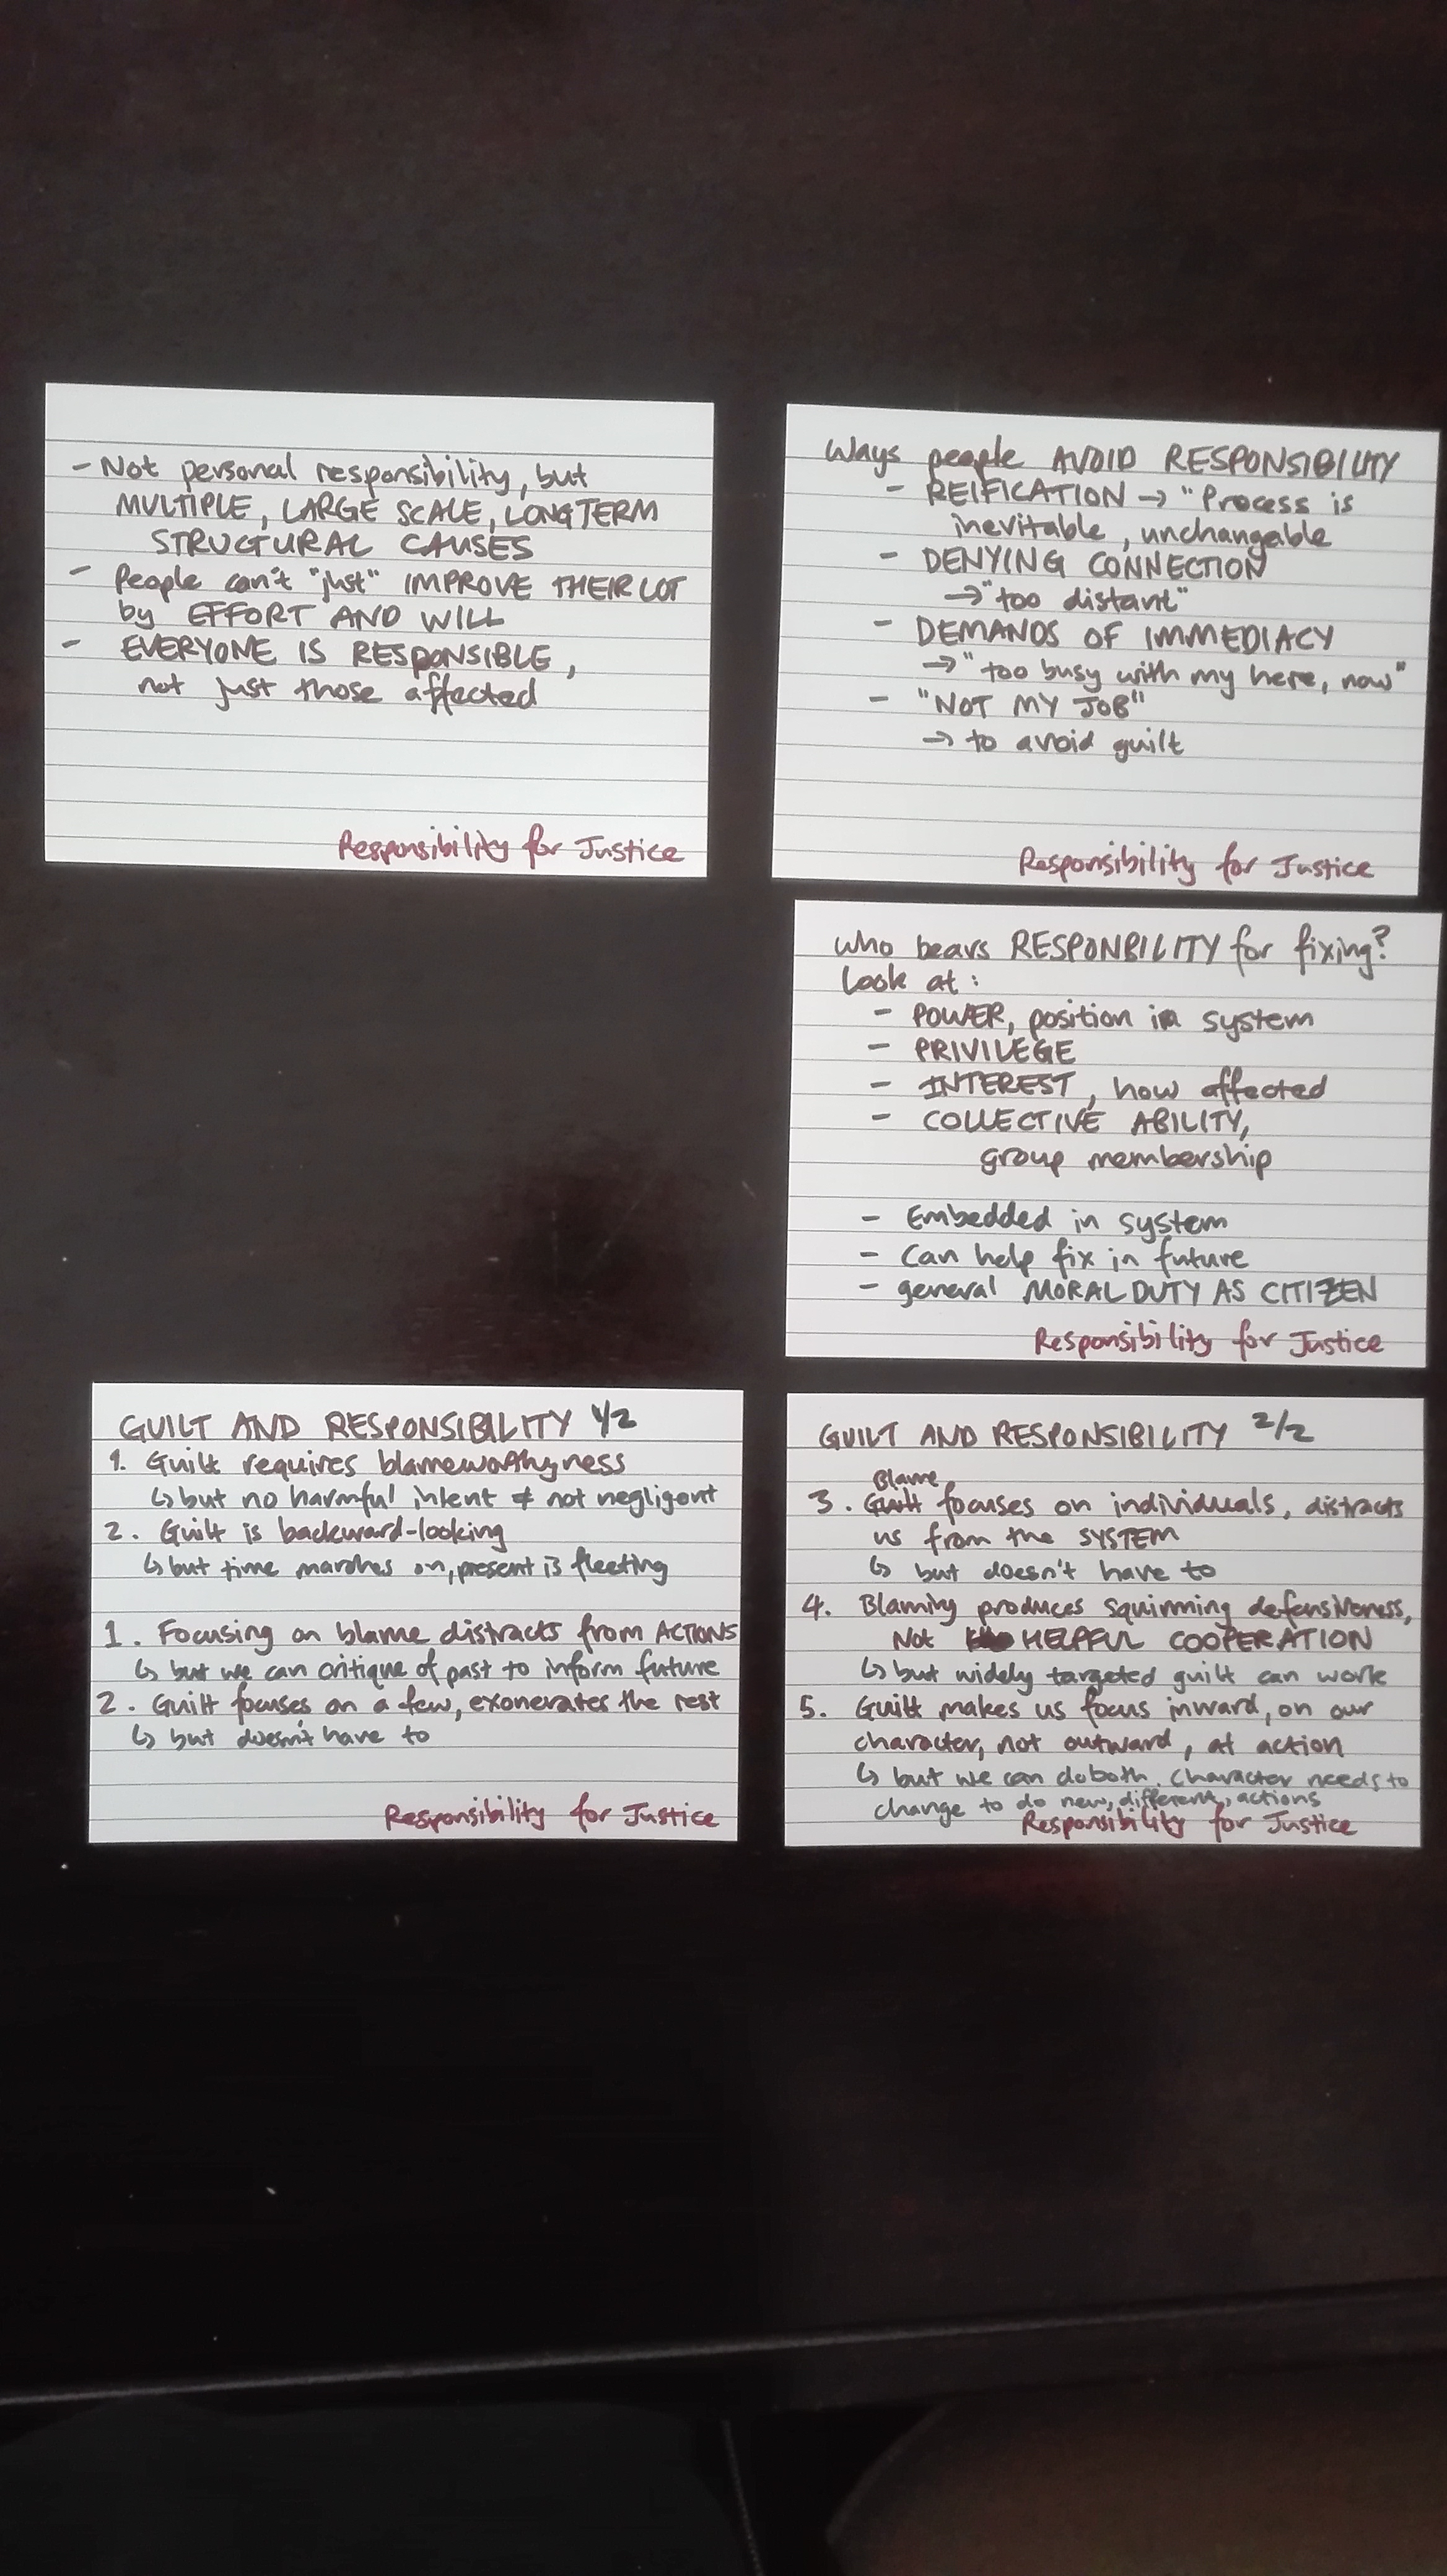 - Not personal responsibility, but
MULTIPLE, LARGE SCALE, LONG TERM
STRUCTURAL CAUSES
- People can't "just" IMPROVE THEIR LOT
by EFFORT AND WILL
- EVERYONE IS RESPONSIBLE,
not just those affected
Responsibility for Justice
Ways people AVOID RESPONSIBILITY
- REIFICATION → "Process is
inevitable, unchangable
- DENYING CONNECTION
→ "too distant"
- DEMANDS OF IMMEDIACY
→ "too busy with my here, now"
- "NOT MY JOB"
→ to avoid guilt
Responsibility for Justice
Who bears RESPONBILITY for fixing?
Look at:
- POWER, position in system
- PRIVILEGE
- INTEREST, how affected
- COLLECTIVE ABILITY,
group membership
- Embedded in system
- Can help fix in future
- general MORAL DUTY AS CITIZEN
Responsibility for Justice
GUILT AND RESPONSIBILITY 1/2
1. Guilt requires blameworthyness
↳ but no harmful intent ≠ not negligent
2. Guilt is backward-looking
↳ but time marches on, present is fleeting
1. Focusing on blame distracts from ACTIONS
↳ but we can critique of past to inform future
2. Guilt focuses on a few, exonerates the rest
↳ but doesn't have to
Responsibility for Justice
GUILT AND RESPONSIBILITY 2/2
Blame
3. Guilt focuses on individuals, distracts
us from the SYSTEM
↳ but doesn't have to
4. Blaming produces squirming defensiveness,
Not HELPFUL COOPERATION
↳ but widely targeted guilt can work
5. Guilt makes us focus inward, on our
character, not outward, at action
↳ but we can do both. Character needs to
change to do new, different, actions
Responsibility for Justice